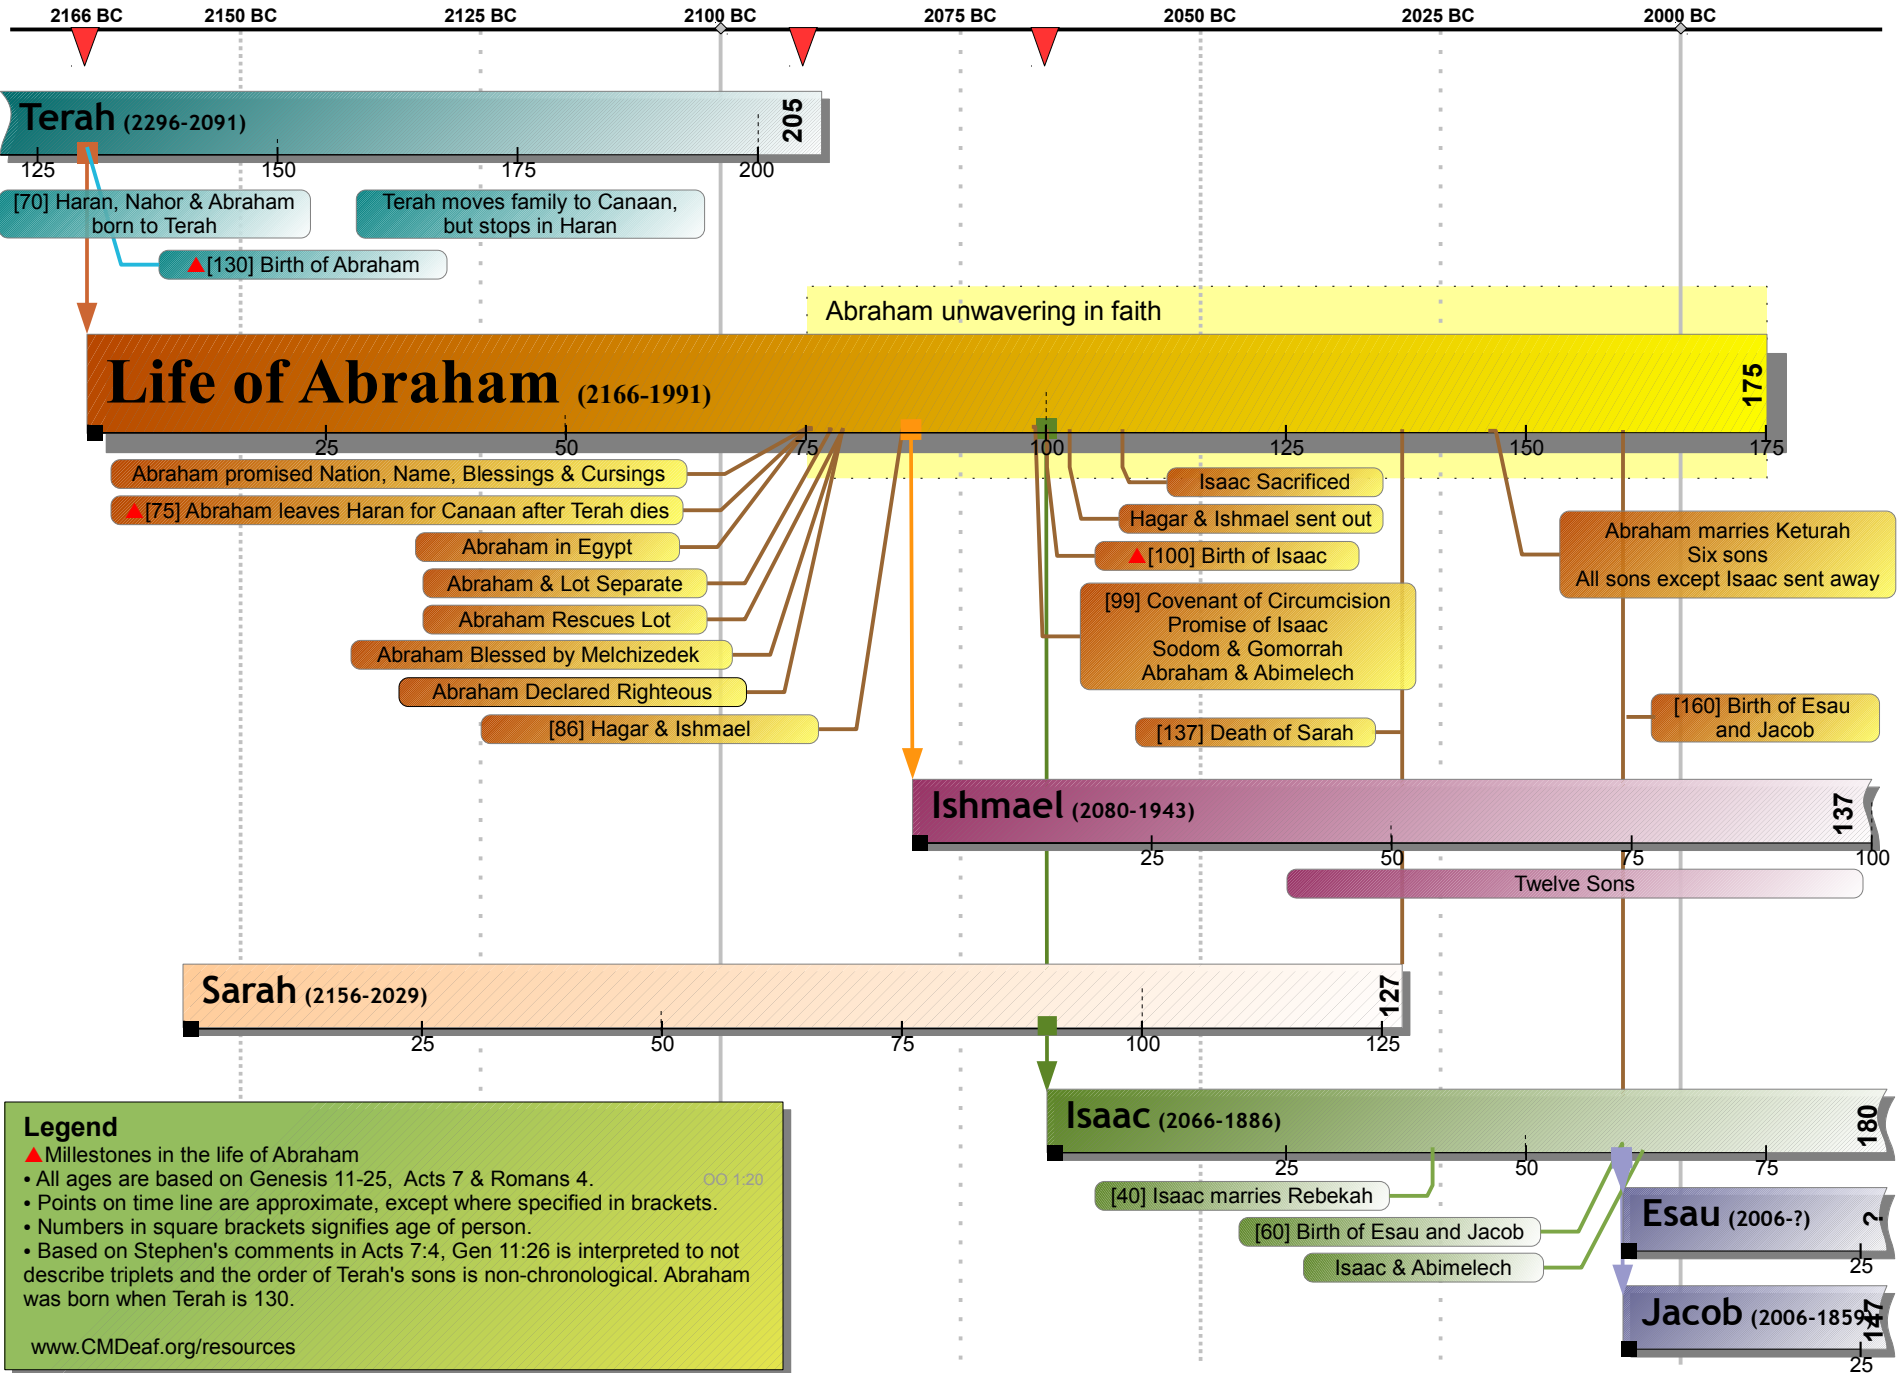 2166 BC 2150 BC 2125 BC 2100 BC 2075 BC 2050 BC 2025 BC 2000 BC
Terah (2296-2091) 205
125 150 175 200
[70] Haran, Nahor & Abraham
born to Terah
Terah moves family to Canaan,
but stops in Haran
[130] Birth of Abraham
Abraham unwavering in faith
Life of Abraham (2166-1991) 175
25 50 75 100 125 150 175
Abraham promised Nation, Name, Blessings & Cursings
[75] Abraham leaves Haran for Canaan after Terah dies
Abraham in Egypt
Abraham & Lot Separate
Abraham Rescues Lot
Abraham Blessed by Melchizedek
Abraham Declared Righteous
[86] Hagar & Ishmael
Isaac Sacrificed
Hagar & Ishmael sent out
[100] Birth of Isaac
[99] Covenant of Circumcision
Promise of Isaac
Sodom & Gomorrah
Abraham & Abimelech
[137] Death of Sarah
Abraham marries Keturah
Six sons
All sons except Isaac sent away
[160] Birth of Esau
and Jacob
Ishmael (2080-1943) 137
25 50 75 100
Twelve Sons
Sarah (2156-2029) 127
25 50 75 100 125
Isaac (2066-1886) 180
25 50 75
[40] Isaac marries Rebekah
[60] Birth of Esau and Jacob
Isaac & Abimelech
Esau (2006-?) ?
25
Jacob (2006-1859) 147
25
Legend
Millestones in the life of Abraham
• All ages are based on Genesis 11-25, Acts 7 & Romans 4.
OO 1:20
• Points on time line are approximate, except where specified in brackets.
• Numbers in square brackets signifies age of person.
• Based on Stephen's comments in Acts 7:4, Gen 11:26 is interpreted to not
describe triplets and the order of Terah's sons is non-chronological. Abraham
was born when Terah is 130.
www.CMDeaf.org/resources